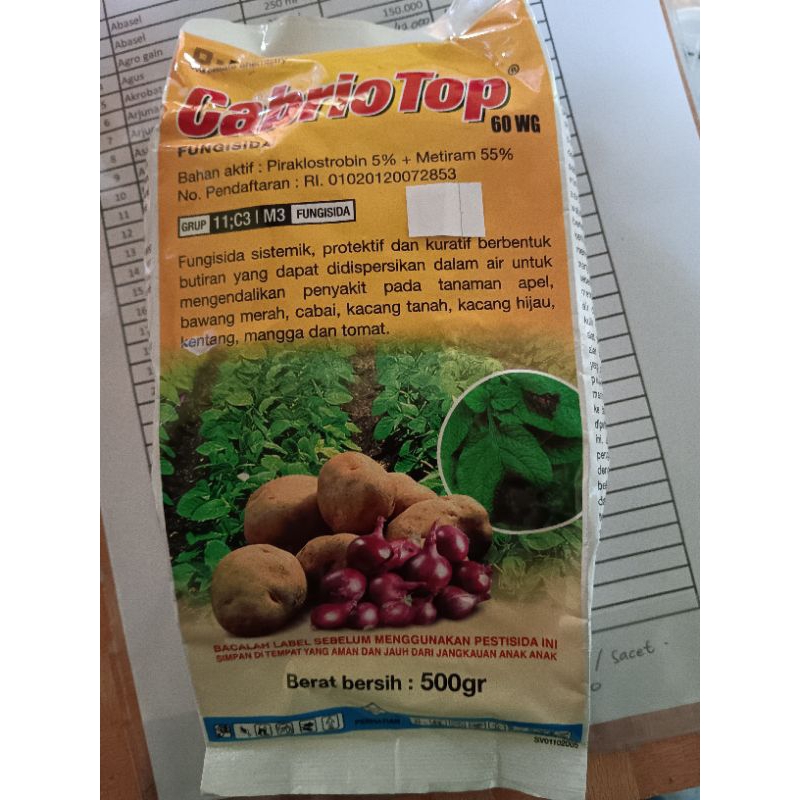 250 ml
150.000
Abasel
Abasel
Agro gain
Agus
Akrobat
Arjuna
CabrioTop®
60 WG
FUNGISIDA
Bahan aktif : Piraklostrobin 5% + Metiram 55%
No. Pendaftaran : RI. 01020120072853
GRUP 11;C3 I M3 FUNGISIDA
Fungisida sistemik, protektif dan kuratif berbentuk
butiran yang dapat didispersikan dalam air untuk
mengendalikan penyakit pada tanaman apel,
bawang merah, cabai, kacang tanah, kacang hijau,
kentang, mangga dan tomat.
BACALAH LABEL SEBELUM MENGGUNAKAN PESTISIDA INI
SIMPAN DI TEMPAT YANG AMAN DAN JAUH DARI JANGKAUAN ANAK ANAK
Berat bersih : 500gr
PERHATIAN
SV01102005
/ sacet .